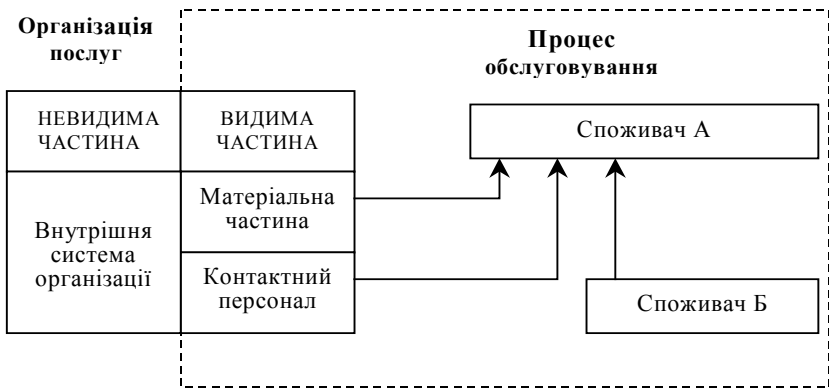 Організація
послуг
Процес
обслуговування
НЕВИДИМА
ЧАСТИНА
ВИДИМА
ЧАСТИНА
Споживач А
Матеріальна
частина
Внутрішня
система
організації
Контактний
персонал
Споживач Б